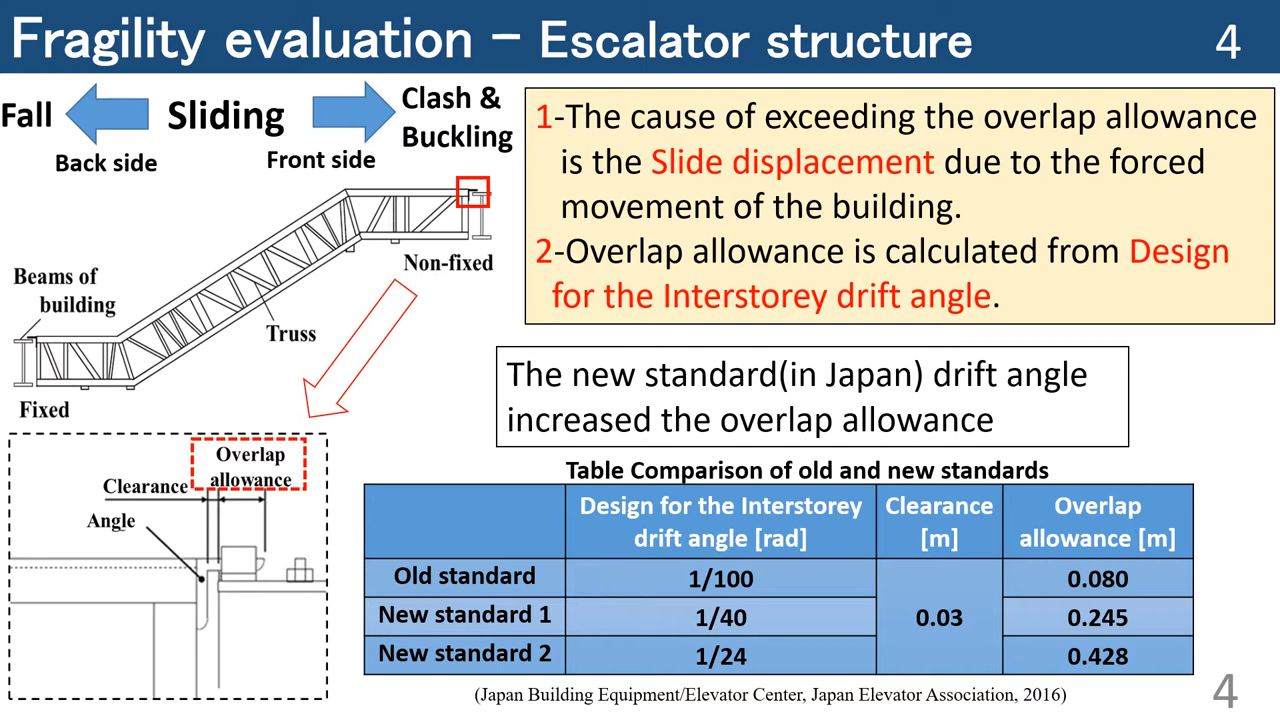 Fragility evaluation – Escalator structure
4
Fall
Sliding
Clash &
Buckling
Back side
Front side
Non-fixed
Beams of
building
Truss
Fixed
Overlap
allowance
Clearance
Angle
1-The cause of exceeding the overlap allowance
is the Slide displacement due to the forced
movement of the building.
2-Overlap allowance is calculated from Design
for the Interstorey drift angle.
The new standard(in Japan) drift angle
increased the overlap allowance
Table Comparison of old and new standards
Design for the Interstorey
drift angle [rad]
Clearance
[m]
Overlap
allowance [m]
Old standard
1/100
0.03
0.080
New standard 1
1/40
0.245
New standard 2
1/24
0.428
(Japan Building Equipment/Elevator Center, Japan Elevator Association, 2016)
4